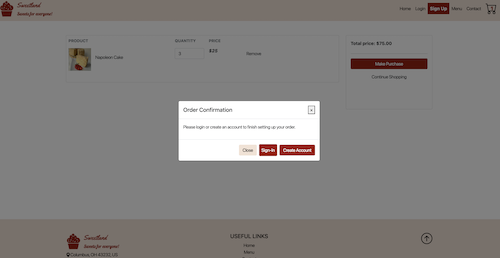 Sweetland
Sweets for everyone!
Home Login Sign Up Menu Contact
PRODUCT QUANTITY PRICE
Total price: $75.00
$25
Napoleon Cake
Remove
Make Purchase
Continue Shopping
Order Confirmation
x
Please login or create an account to finish setting up your order.
Close Sign-In Create Account
USEFUL LINKS
Sweetland
Sweets for everyone!
Home
Menu
Columbus, OH 43232, US